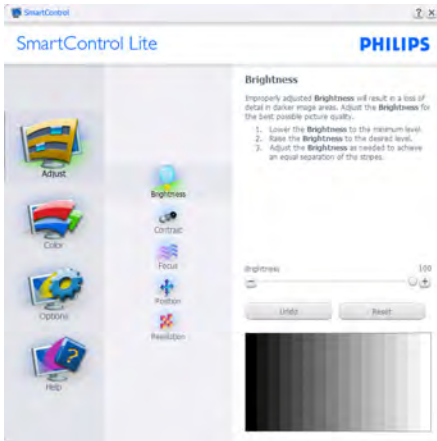 SmartControl
SmartControl Lite
PHILIPS
Adjust
Color
Options
Help
Brightness
Contrast
Focus
Position
Resolution
Brightness
Improperly adjusted Brightness will result in a loss of
detail in darker image areas. Adjust the Brightness for
the best possible picture quality.
1. Lower the Brightness to the minimum level.
2. Raise the Brightness to the desired level.
3. Adjust the Brightness as needed to achieve
an equal separation of the stripes.
Brightness 100
Undo Reset